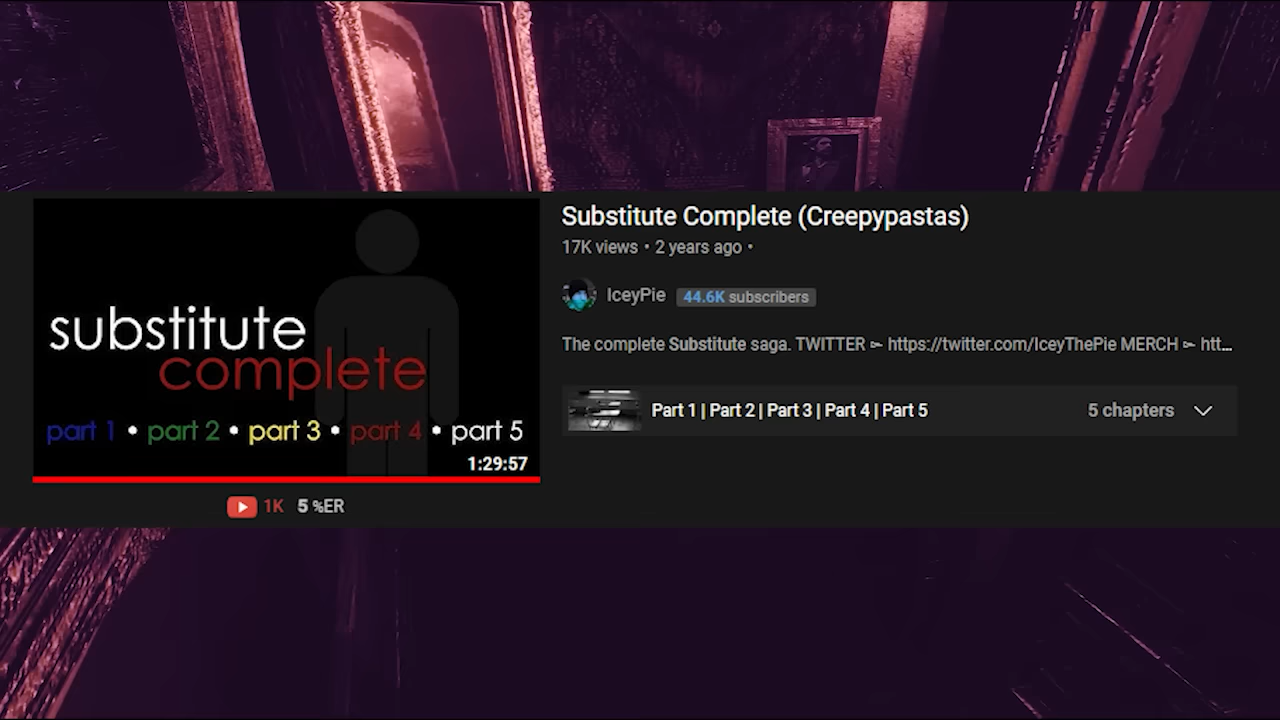 substitute
complete
part 1 • part 2 • part 3 • part 4 • part 5
1:29:57
1K 5 %ER
Substitute Complete (Creepypastas)
17K views • 2 years ago •
IceyPie 44.6K subscribers
The complete Substitute saga. TWITTER ➣ https://twitter.com/IceyThePie MERCH ➣ htt...
Part 1 | Part 2 | Part 3 | Part 4 | Part 5 5 chapters